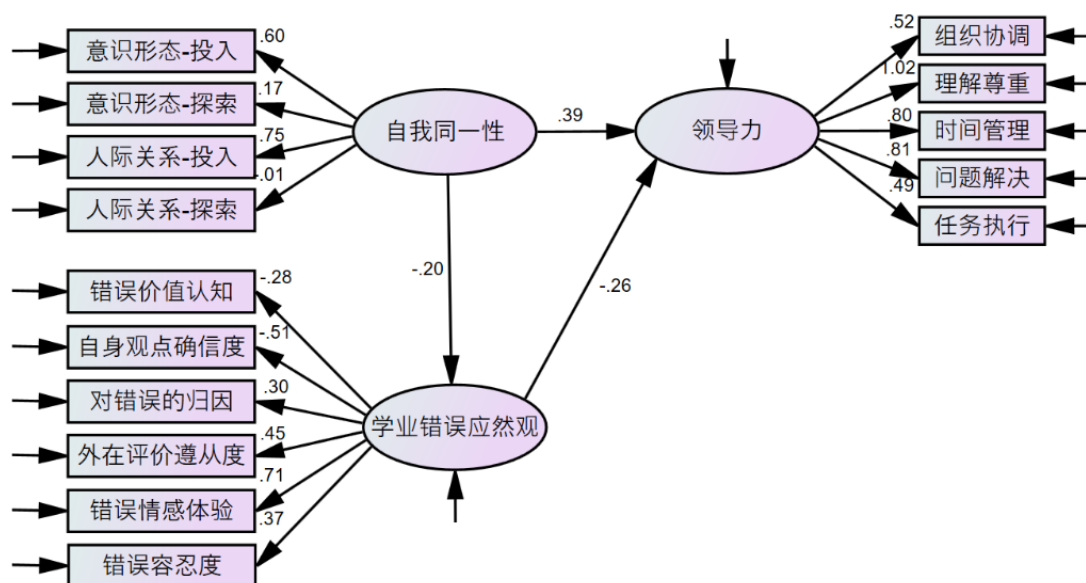 .60
意识形态-投入
.17
意识形态-探索
.75
人际关系-投入
-.01
人际关系-探索
自我同一性
.39
领导力
.52
组织协调
1.02
理解尊重
.80
时间管理
.81
问题解决
.49
任务执行
-.20
-.26
-.28
错误价值认知
-.51
自身观点确信度
.30
对错误的归因
.45
外在评价遵从度
.71
错误情感体验
.37
错误容忍度
学业错误应然观